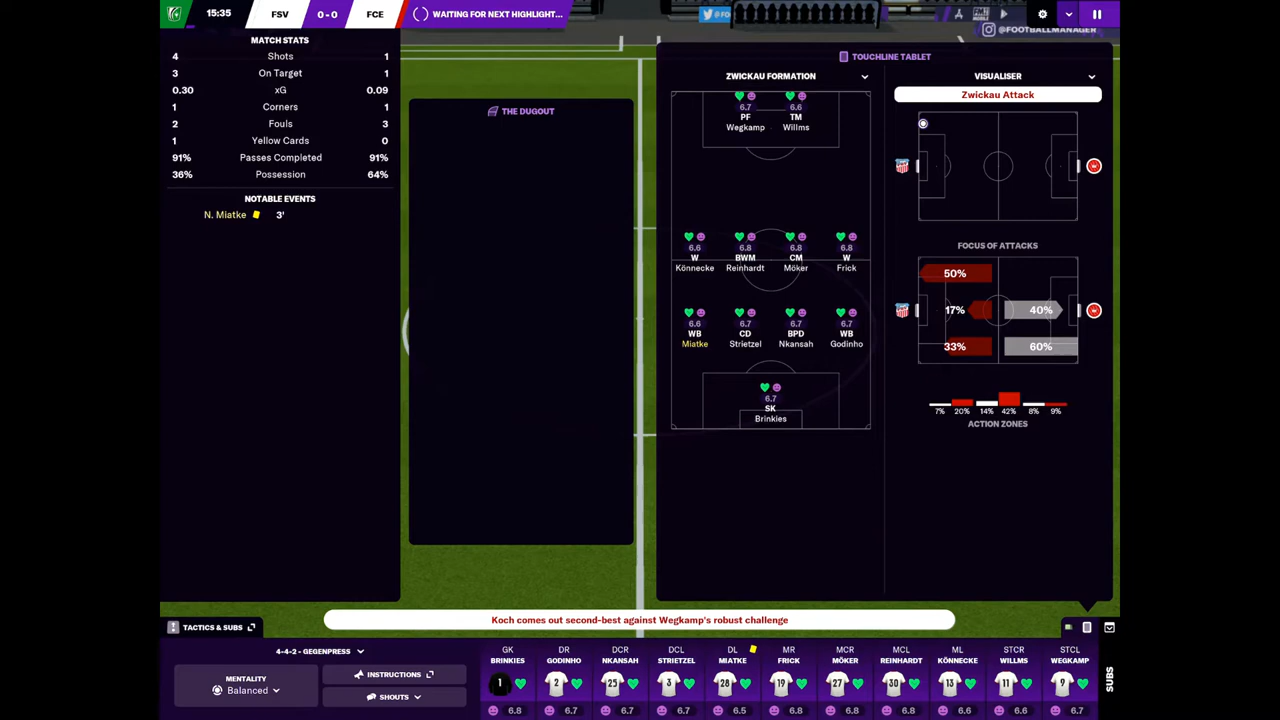 15:35 FSV 0 - 0 FCE WAITING FOR NEXT HIGHLIGHT...
@FOOTBALLMANAGER
MATCH STATS
4 Shots 1
3 On Target 1
0.30 xG 0.09
1 Corners 1
2 Fouls 3
1 Yellow Cards 0
91% Passes Completed 91%
36% Possession 64%
NOTABLE EVENTS
N. Miatke 3'
THE DUGOUT
TOUCHLINE TABLET
ZWICKAU FORMATION
6.7 6.6
PF TM
Wegkamp Willms
6.6 6.8 6.8 6.8
W BWM CM W
Könnecke Reinhardt Möker Frick
6.6 6.7 6.7 6.7
WB CD BPD WB
Miatke Strietzel Nkansah Godinho
6.7
SK
Brinkies
VISUALISER
Zwickau Attack
FOCUS OF ATTACKS
50%
17% 40%
33% 60%
7% 20% 14% 42% 8% 9%
ACTION ZONES
Koch comes out second-best against Wegkamp's robust challenge
TACTICS & SUBS
4-4-2 - GEGENPRESS
MENTALITY
Balanced
INSTRUCTIONS
SHOUTS
GK DR DCR DCL DL MR MCR MCL ML STCR STCL
BRINKIES GODINHO NKANSAH STRIETZEL MIATKE FRICK MÖKER REINHARDT KÖNNECKE WILLMS WEGKAMP
1 2 25 3 28 19 27 30 13 11 9
6.8 6.7 6.7 6.7 6.5 6.8 6.8 6.8 6.6 6.6 6.7
SUBS